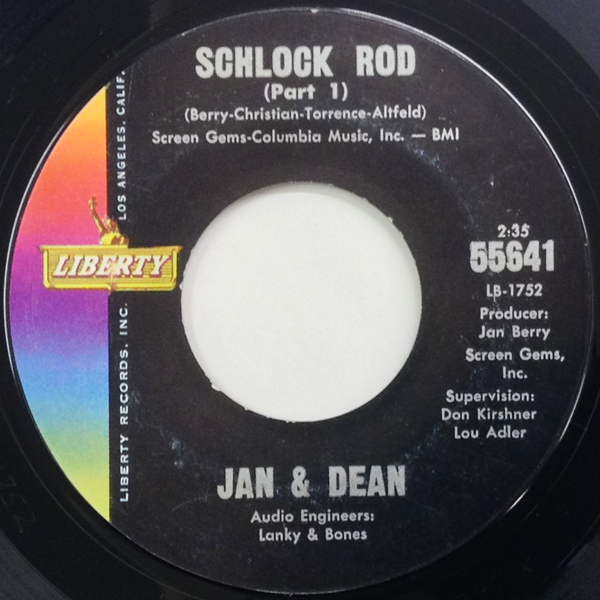 SCHLOCK ROD
(Part 1)
(Berry-Christian-Torrence-Altfeld)
Screen Gems-Columbia Music, Inc. — BMI
LIBERTY
LIBERTY RECORDS, INC. LOS ANGELES, CALIF.
2:35
55641
LB-1752
Producer:
Jan Berry
Screen Gems,
Inc.
Supervision:
Don Kirshner
Lou Adler
JAN & DEAN
Audio Engineers:
Lanky & Bones